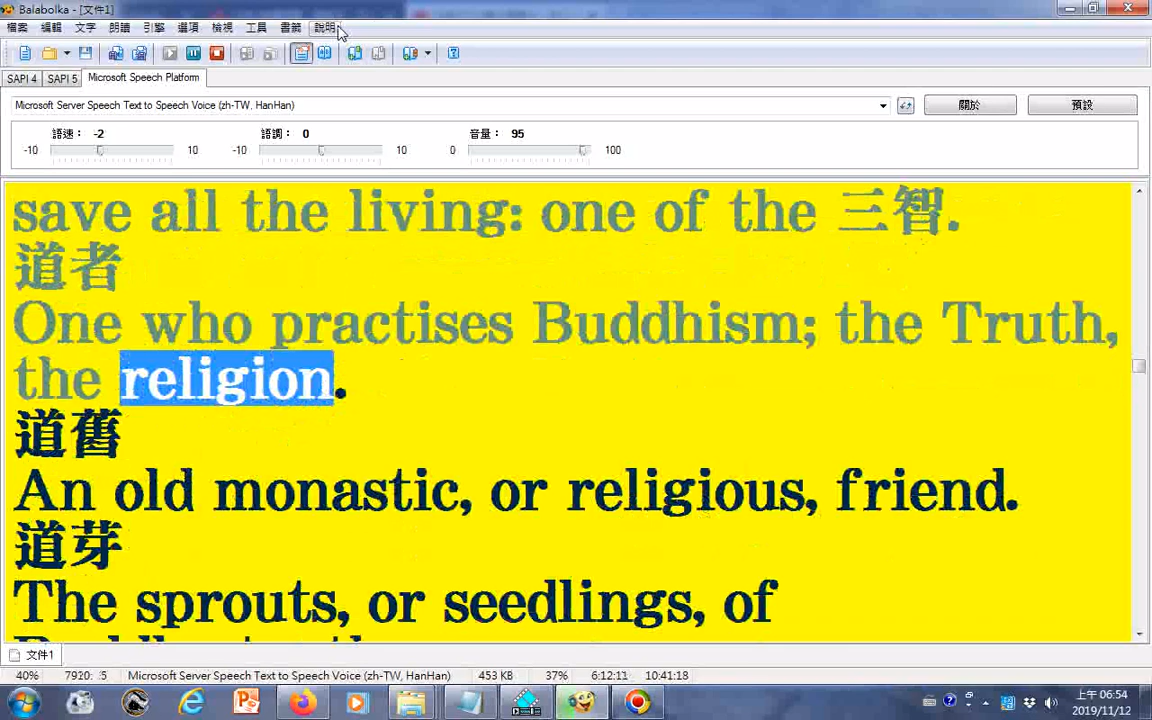 Balabolka - [文件1]
檔案 編輯 文字 朗讀 引擎 選項 檢視 工具 書籤 說明
SAPI 4 SAPI 5 Microsoft Speech Platform
Microsoft Server Speech Text to Speech Voice (zh-TW, HanHan) 關於 預設
語速： -2 語調： 0 音量： 95
-10 10 -10 10 0 100
save all the living: one of the 三智.
道者
One who practises Buddhism; the Truth,
the religion.
道舊
An old monastic, or religious, friend.
道芽
The sprouts, or seedlings, of
文件1
40% Microsoft Server Speech Text to Speech Voice (zh-TW, HanHan) 453 KB 37% 6:12:11 10:41:18
上午 06:54
2019/11/12